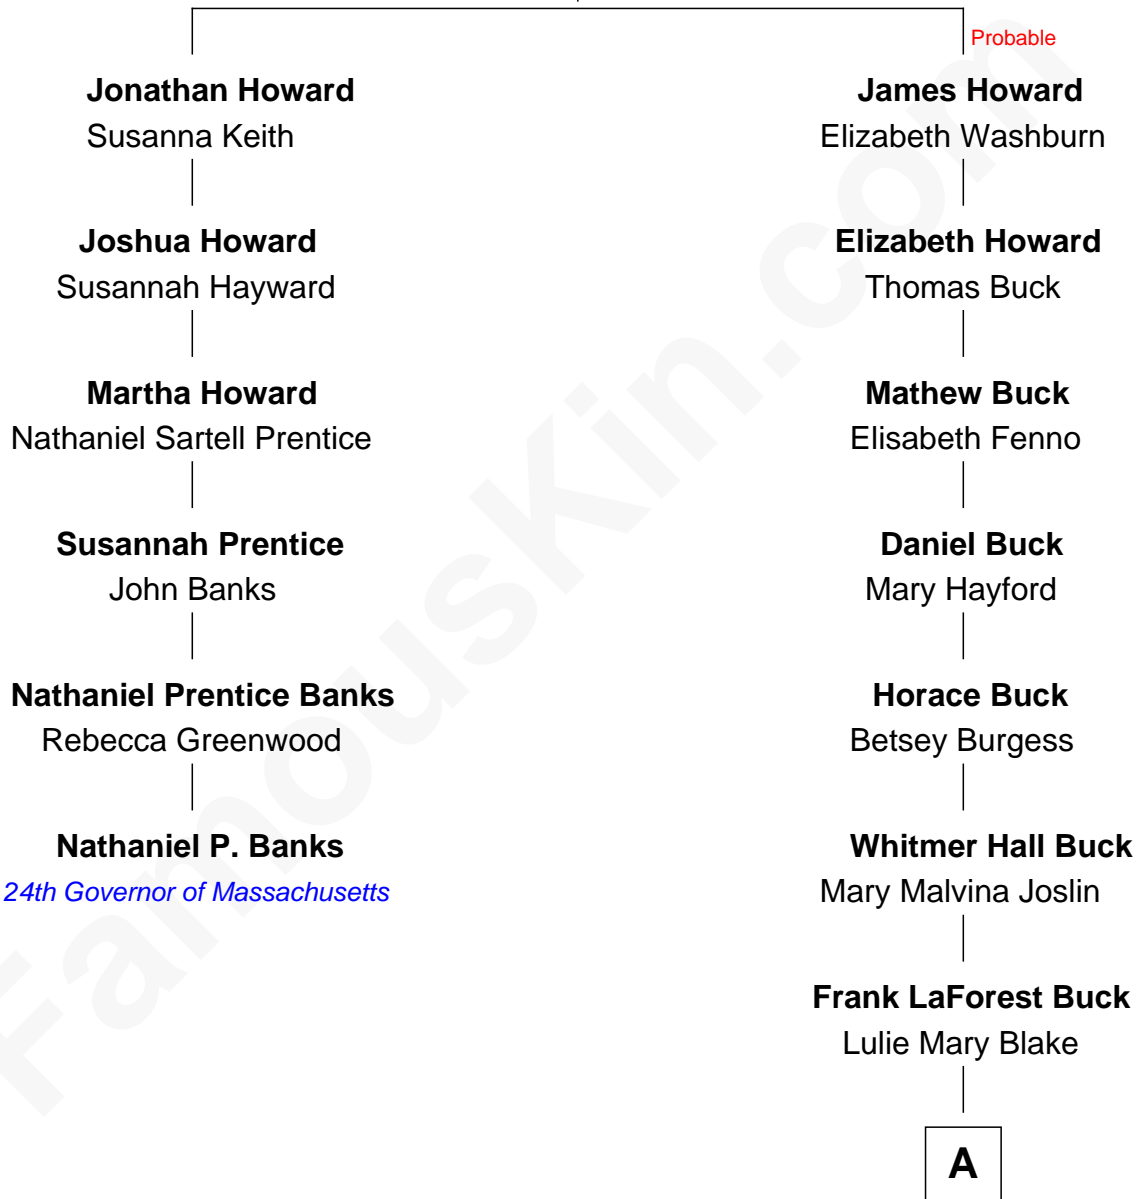 Probable
Jonathan Howard
Susanna Keith
James Howard
Elizabeth Washburn
Joshua Howard
Susannah Hayward
Elizabeth Howard
Thomas Buck
Martha Howard
Nathaniel Sartell Prentice
Mathew Buck
Elisabeth Fenno
Susannah Prentice
John Banks
Daniel Buck
Mary Hayford
Nathaniel Prentice Banks
Rebecca Greenwood
Horace Buck
Betsey Burgess
Nathaniel P. Banks
24th Governor of Massachusetts
Whitmer Hall Buck
Mary Malvina Joslin
Frank LaForest Buck
Lulie Mary Blake
A
FamousKin.com